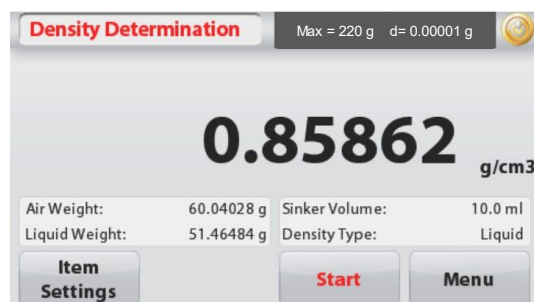 Density Determination Max = 220 g d= 0.00001 g
0.85862 g/cm3
Air Weight: 60.04028 g Sinker Volume: 10.0 ml
Liquid Weight: 51.46484 g Density Type: Liquid
Item Settings
Start
Menu